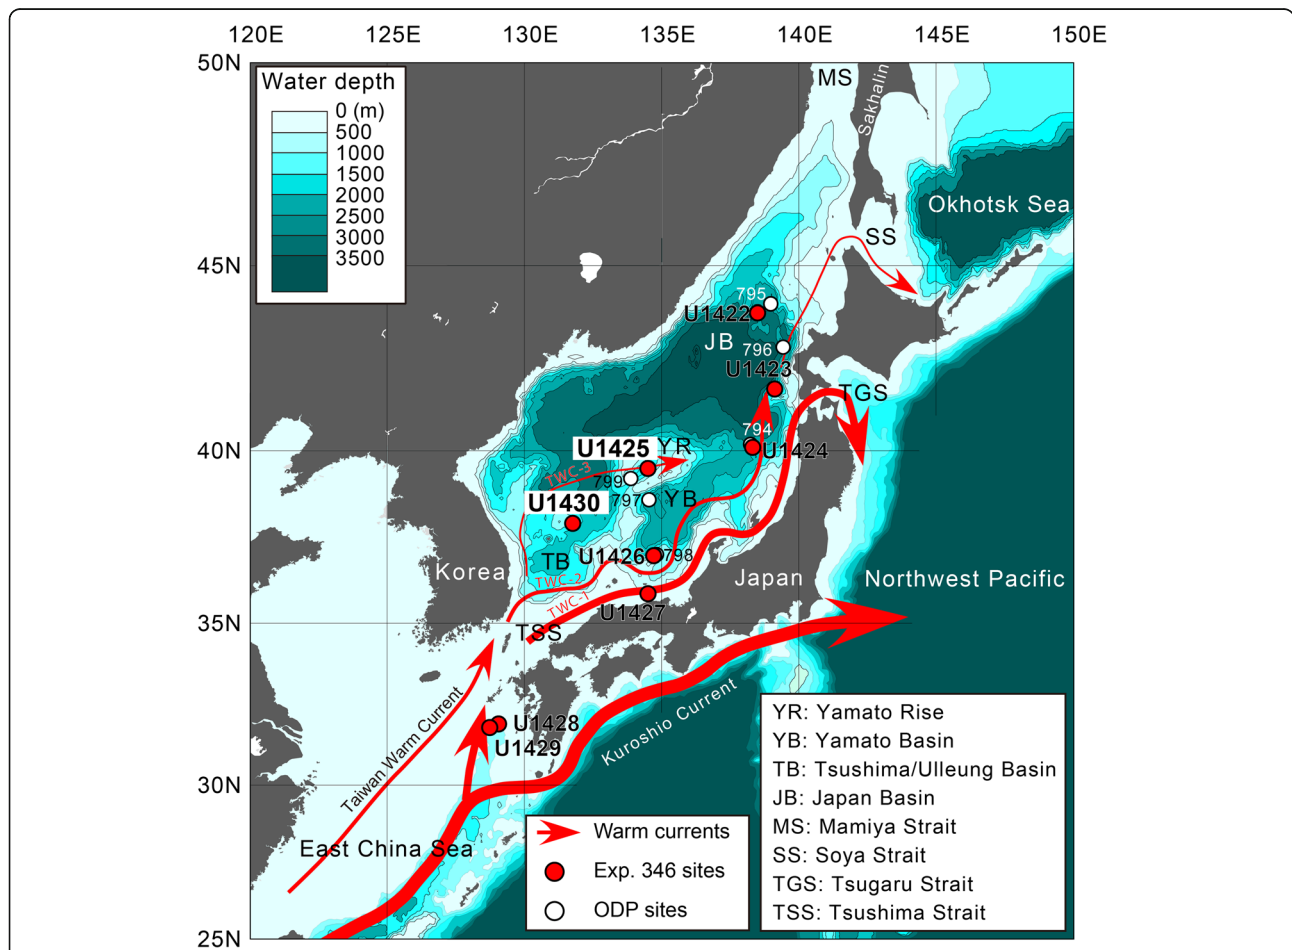 120E 125E 130E 135E 140E 145E 150E
50N
45N
40N
35N
30N
25N
Water depth
0 (m)
500
1000
1500
2000
2500
3000
3500
MS
Sakhalin
Okhotsk Sea
SS
795
U1422
JB
796
U1423
TGS
794
U1424
U1425
YR
TWC-3
799
797
YB
U1430
TB
U1426
798
Korea
TWC-2
TWC-1
Japan
Northwest Pacific
U1427
TSS
U1428
U1429
Taiwan Warm Current
Kuroshio Current
East China Sea
Warm currents
Exp. 346 sites
ODP sites
YR: Yamato Rise
YB: Yamato Basin
TB: Tsushima/Ulleung Basin
JB: Japan Basin
MS: Mamiya Strait
SS: Soya Strait
TGS: Tsugaru Strait
TSS: Tsushima Strait